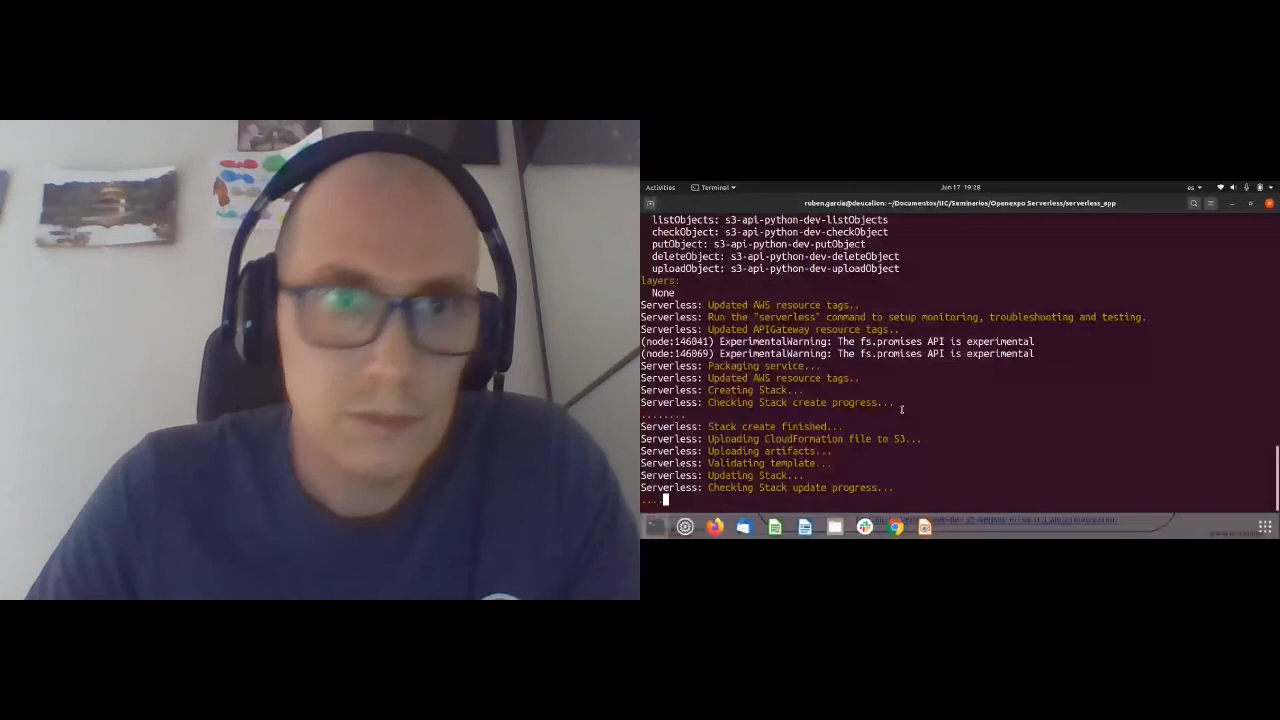 Activities
Terminal
Jun 17 19:28
es
ruben.garcia@deucalien: ~/Documentos/IIC/Seminarios/Openexpo Serverless/serverless_app
listObjects: s3-api-python-dev-listObjects
checkObject: s3-api-python-dev-checkObject
putObject: s3-api-python-dev-putObject
deleteObject: s3-api-python-dev-deleteObject
uploadObject: s3-api-python-dev-uploadObject
layers:
None
Serverless: Updated AWS resource tags..
Serverless: Run the "serverless" command to setup monitoring, troubleshooting and testing.
Serverless: Updated APIGateway resource tags..
(node:146041) ExperimentalWarning: The fs.promises API is experimental
(node:146069) ExperimentalWarning: The fs.promises API is experimental
Serverless: Packaging service...
Serverless: Updated AWS resource tags..
Serverless: Creating Stack...
Serverless: Checking Stack create progress...
........
Serverless: Stack create finished...
Serverless: Uploading CloudFormation file to S3...
Serverless: Uploading artifacts...
Serverless: Validating template...
Serverless: Updating Stack...
Serverless: Checking Stack update progress...
....